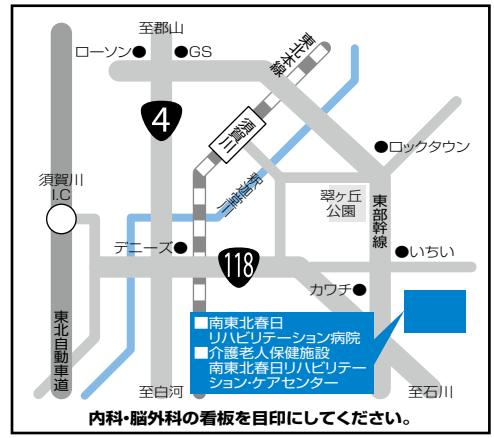 至郡山
ローソン
GS
東北本線
4
須賀川
ロックタウン
須賀川
I.C
釈迦堂川
翠ヶ丘
公園
東部幹線
デニーズ
118
いちい
カワチ
東北自動車道
■南東北春日
リハビリテーション病院
■介護老人保健施設
南東北春日リハビリテー
ション・ケアセンター
至白河
至石川
内科・脳外科の看板を目印にしてください。